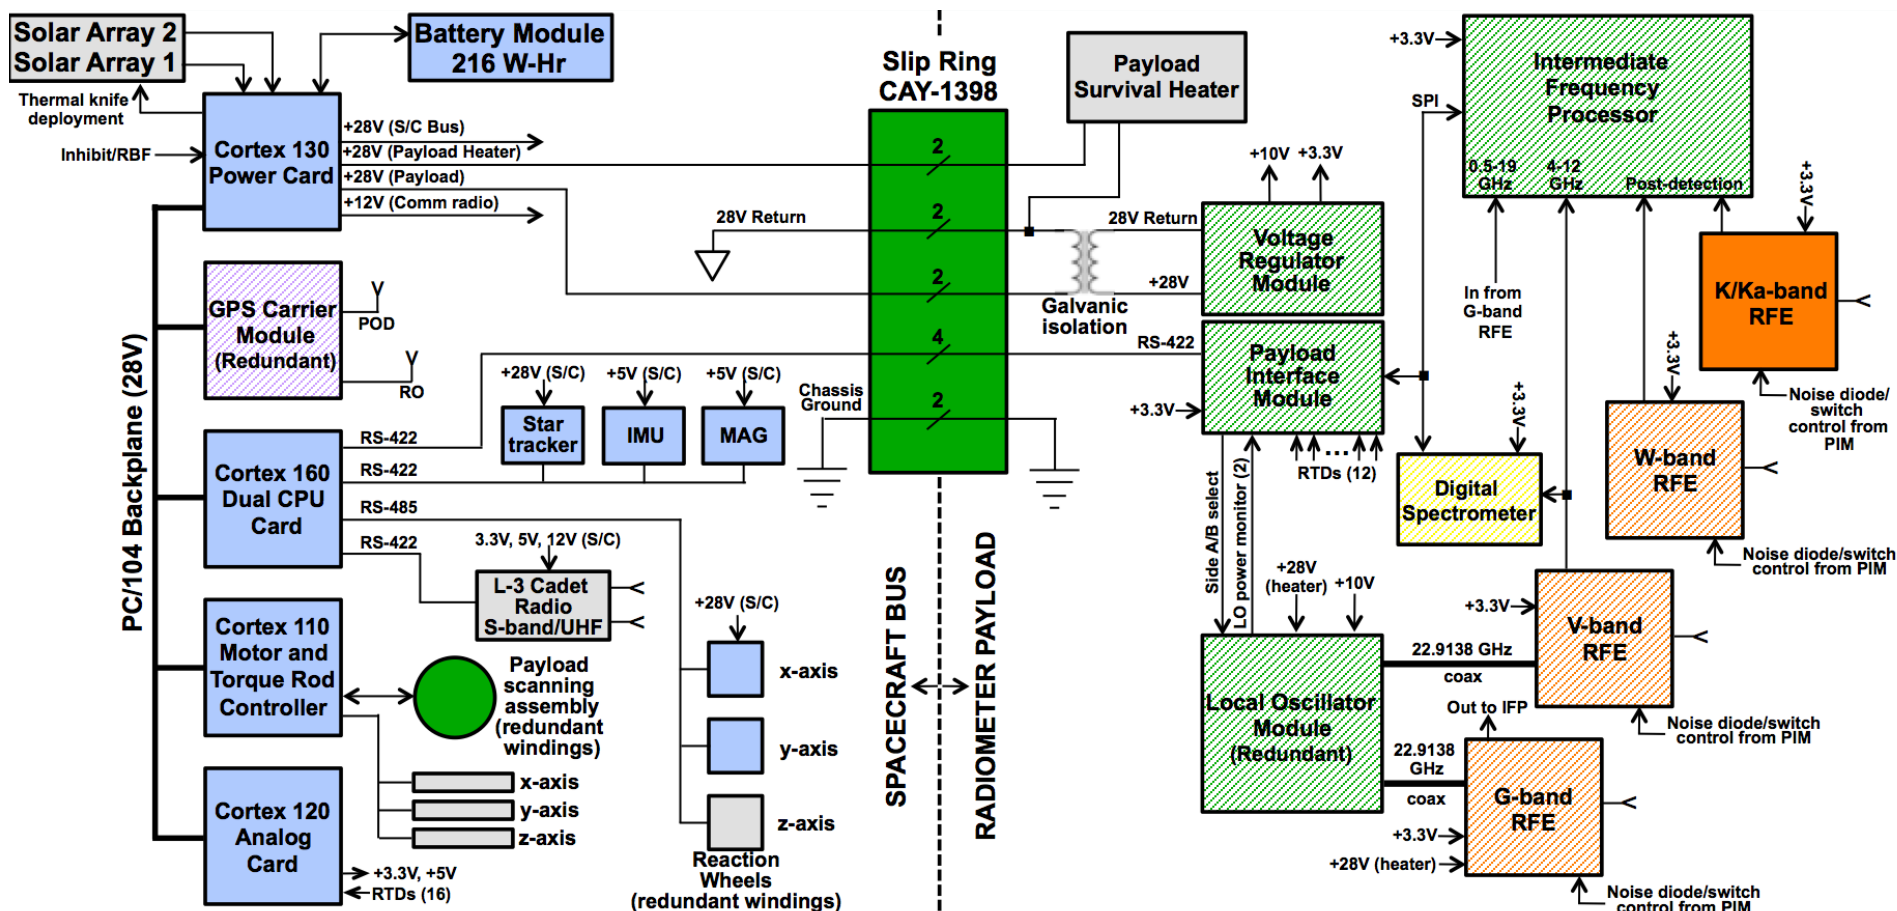 Solar Array 2
Solar Array 1
Battery Module
216 W-Hr
Thermal knife
deployment
Inhibit/RBF
Cortex 130
Power Card
+28V (S/C Bus)
+28V (Payload Heater)
+28V (Payload)
+12V (Comm radio)
PC/104 Backplane (28V)
GPS Carrier
Module
(Redundant)
POD
RO
Cortex 160
Dual CPU
Card
RS-422
RS-422
RS-485
RS-422
+28V (S/C)
+5V (S/C)
+5V (S/C)
Star
tracker
IMU
MAG
3.3V, 5V, 12V (S/C)
L-3 Cadet
Radio
S-band/UHF
Cortex 110
Motor and
Torque Rod
Controller
Payload
scanning
assembly
(redundant
windings)
x-axis
y-axis
z-axis
Cortex 120
Analog
Card
+3.3V, +5V
RTDs (16)
+28V (S/C)
x-axis
y-axis
z-axis
Reaction
Wheels
(redundant windings)
Slip Ring
CAY-1398
2
2
2
4
2
28V Return
Chassis
Ground
SPACECRAFT BUS
RADIOMETER PAYLOAD
Payload
Survival Heater
28V Return
+28V
Galvanic
isolation
RS-422
+10V
+3.3V
Voltage
Regulator
Module
Payload
Interface
Module
+3.3V
...
RTDs (12)
Side A/B select
LO power monitor (2)
+28V
(heater)
+10V
Local Oscillator
Module
(Redundant)
22.9138 GHz
coax
22.9138
GHz
coax
+3.3V
SPI
Intermediate
Frequency
Processor
0.5-19
GHz
4-12
GHz
Post-detection
In from
G-band
RFE
+3.3V
Digital
Spectrometer
+3.3V
K/Ka-band
RFE
Noise diode/
switch
control from
PIM
+3.3V
W-band
RFE
Noise diode/switch
control from PIM
+3.3V
V-band
RFE
Noise diode/switch
control from PIM
Out to IFP
G-band
RFE
+3.3V
+28V (heater)
Noise diode/switch
control from PIM